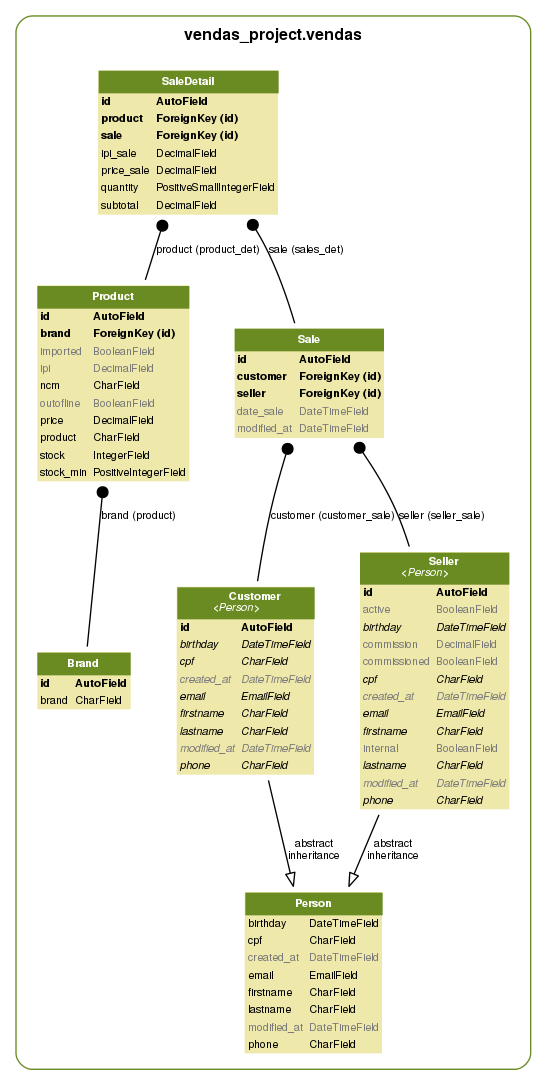 vendas_project.vendas
SaleDetail
id AutoField
product ForeignKey (id)
sale ForeignKey (id)
ipi_sale DecimalField
price_sale DecimalField
quantity PositiveSmallIntegerField
subtotal DecimalField
product (product_det) sale (sales_det)
Product
id AutoField
brand ForeignKey (id)
imported BooleanField
ipi DecimalField
ncm CharField
outofline BooleanField
price DecimalField
product CharField
stock IntegerField
stock_min PositiveIntegerField
Sale
id AutoField
customer ForeignKey (id)
seller ForeignKey (id)
date_sale DateTimeField
modified_at DateTimeField
brand (product)
customer (customer_sale) seller (seller_sale)
Brand
id AutoField
brand CharField
Customer
<Person>
id AutoField
birthday DateTimeField
cpf CharField
created_at DateTimeField
email EmailField
firstname CharField
lastname CharField
modified_at DateTimeField
phone CharField
Seller
<Person>
id AutoField
active BooleanField
birthday DateTimeField
commission DecimalField
commissioned BooleanField
cpf CharField
created_at DateTimeField
email EmailField
firstname CharField
internal BooleanField
lastname CharField
modified_at DateTimeField
phone CharField
abstract
inheritance
abstract
inheritance
Person
birthday DateTimeField
cpf CharField
created_at DateTimeField
email EmailField
firstname CharField
lastname CharField
modified_at DateTimeField
phone CharField